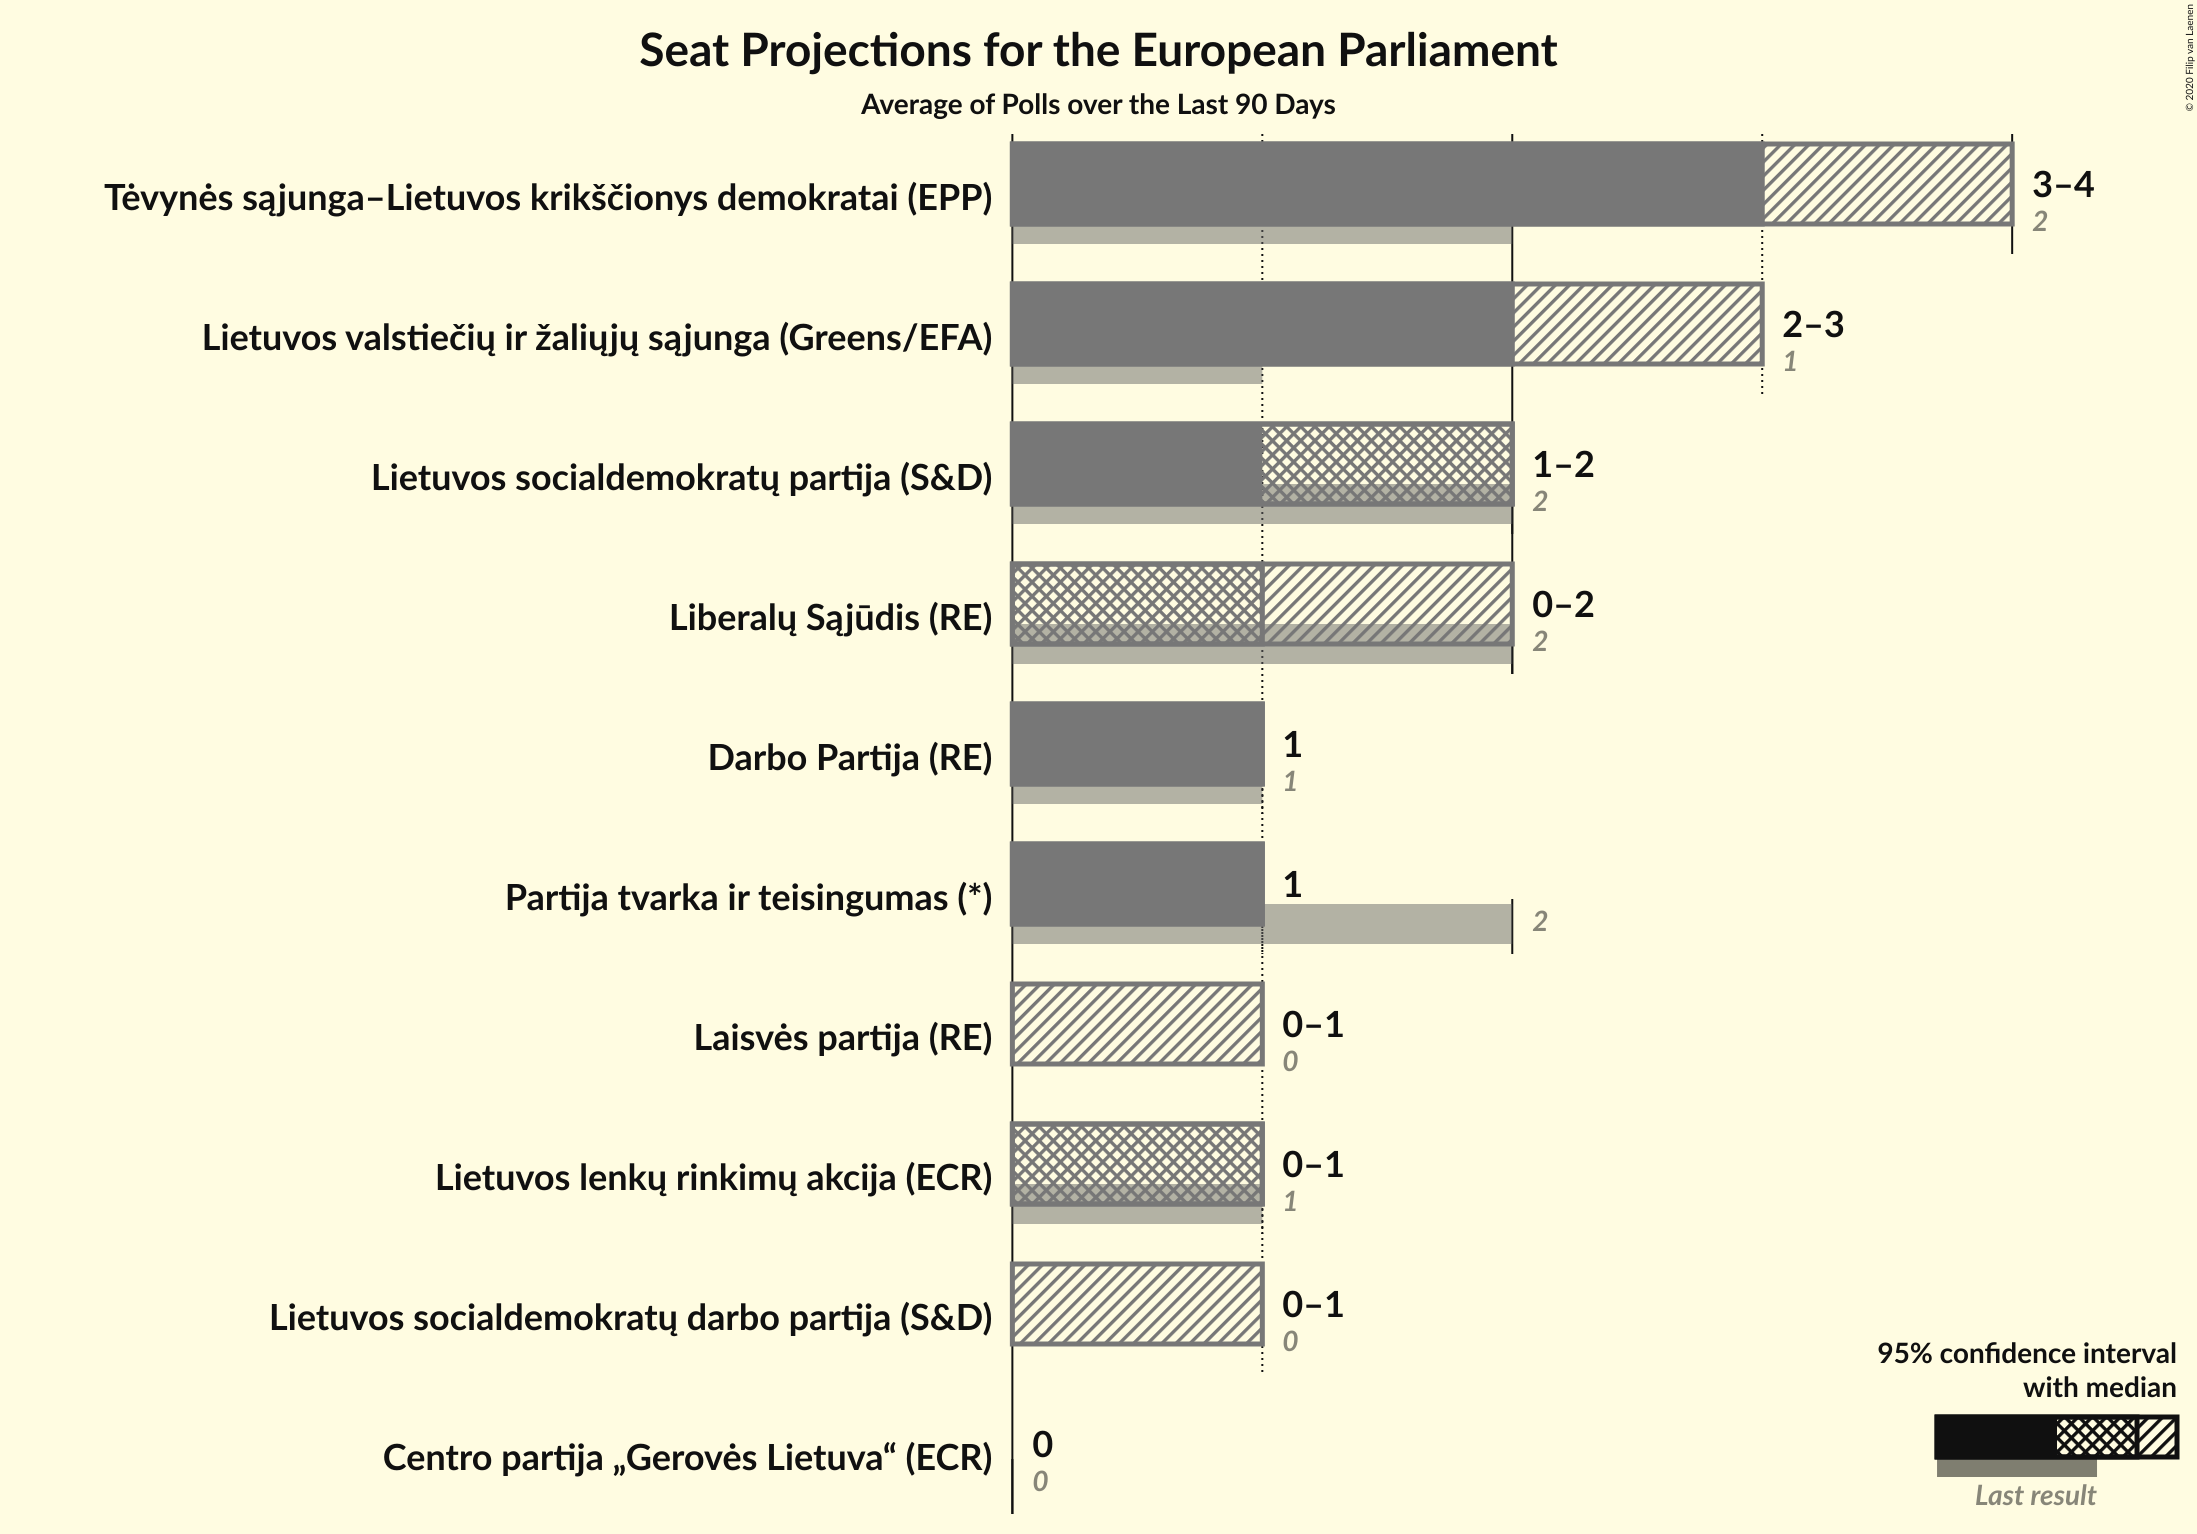 Seat Projections for the European Parliament
Average of Polls over the Last 90 Days
© 2020 Filip van Laenen
Tėvynės sąjunga–Lietuvos krikščionys demokratai (EPP)
3–4
2
Lietuvos valstiečių ir žaliųjų sąjunga (Greens/EFA)
2–3
1
Lietuvos socialdemokratų partija (S&D)
1–2
2
Liberalų Sąjūdis (RE)
0–2
2
Darbo Partija (RE)
1
1
Partija tvarka ir teisingumas (*)
1
2
Laisvės partija (RE)
0–1
0
Lietuvos lenkų rinkimų akcija (ECR)
0–1
1
Lietuvos socialdemokratų darbo partija (S&D)
0–1
0
Centro partija „Gerovės Lietuva“ (ECR)
0
0
95% confidence interval
with median
Last result